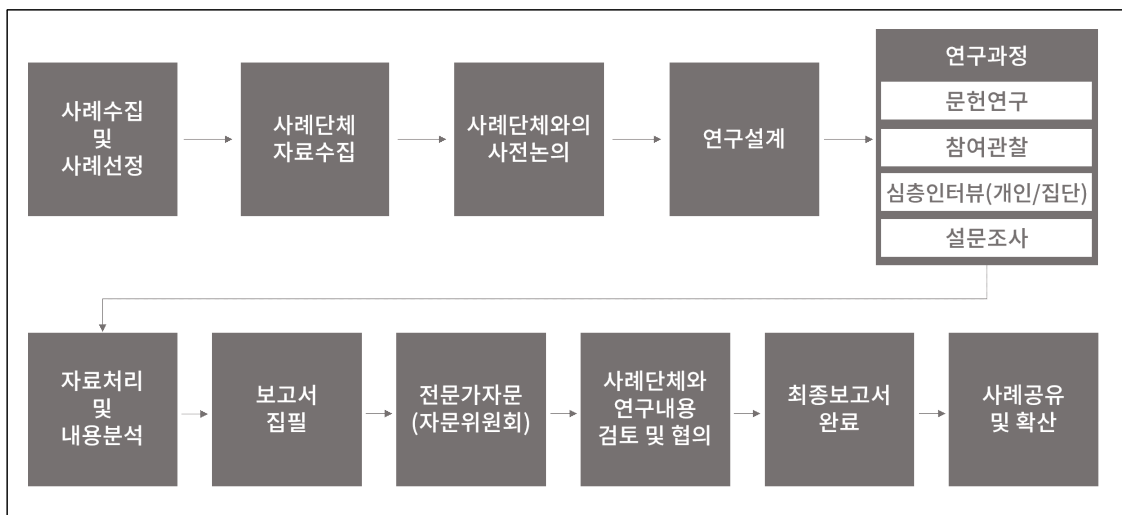 사례수집
및
사례선정
사례단체
자료수집
사례단체와의
사전논의
연구설계
연구과정
문헌연구
참여관찰
심층인터뷰(개인/집단)
설문조사
자료처리
및
내용분석
보고서
집필
전문가자문
(자문위원회)
사례단체와
연구내용
검토 및 협의
최종보고서
완료
사례공유
및 확산